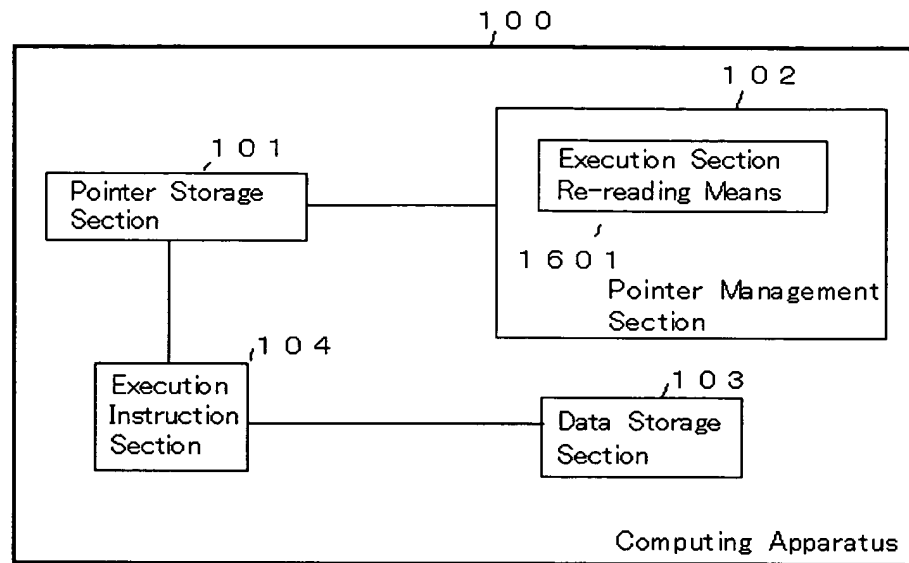 100
102
101
Execution Section
Re-reading Means
Pointer Storage
Section
1601
Pointer Management
Section
104
Execution
Instruction
Section
103
Data Storage
Section
Computing Apparatus